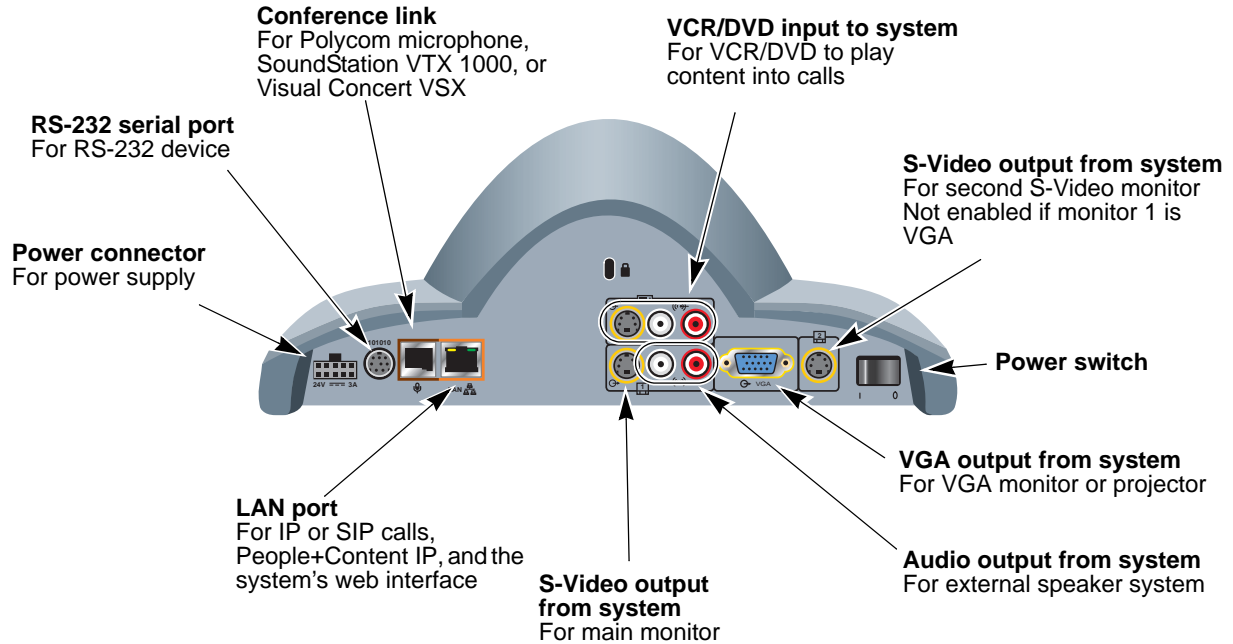 Conference link
For Polycom microphone,
SoundStation VTX 1000, or
Visual Concert VSX
VCR/DVD input to system
For VCR/DVD to play
content into calls
RS-232 serial port
For RS-232 device
S-Video output from system
For second S-Video monitor
Not enabled if monitor 1 is
VGA
Power connector
For power supply
101010
24V 3A
LAN
1
VGA
2
I 0
Power switch
VGA output from system
For VGA monitor or projector
LAN port
For IP or SIP calls,
People+Content IP, and the
system's web interface
Audio output from system
For external speaker system
S-Video output
from system
For main monitor